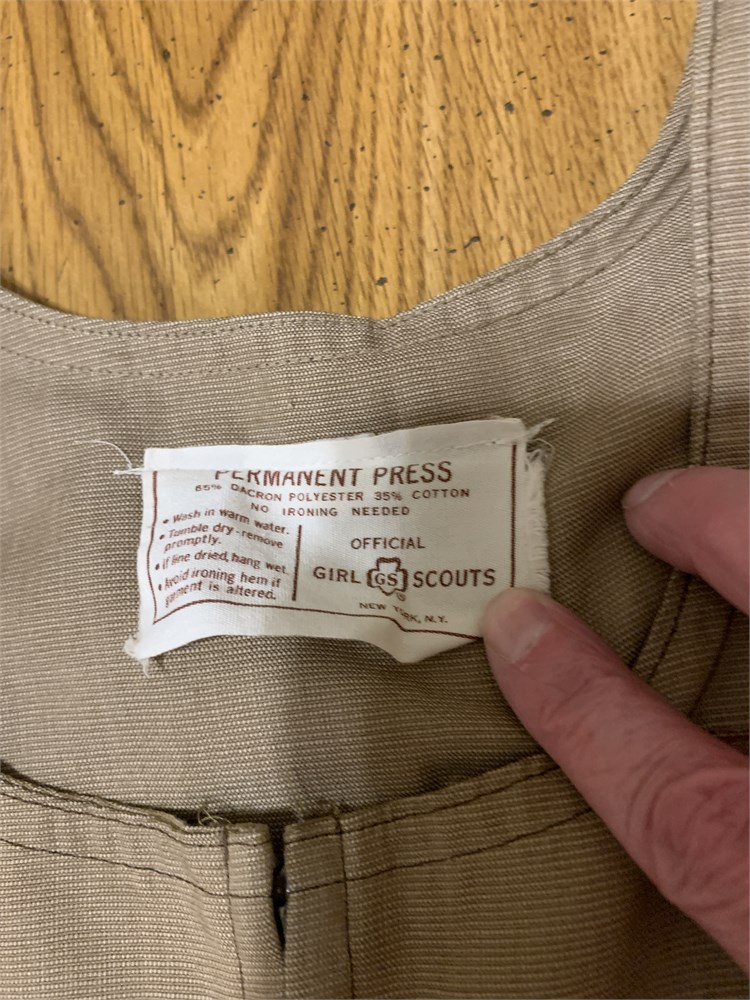 PERMANENT PRESS
65% DACRON POLYESTER 35% COTTON
NO IRONING NEEDED
• Wash in warm water.
• Tumble dry-remove
promptly.
• If line dried, hang wet.
• Avoid ironing hem if
garment is altered.
OFFICIAL
GIRL GS SCOUTS
®
NEW YORK, N.Y.